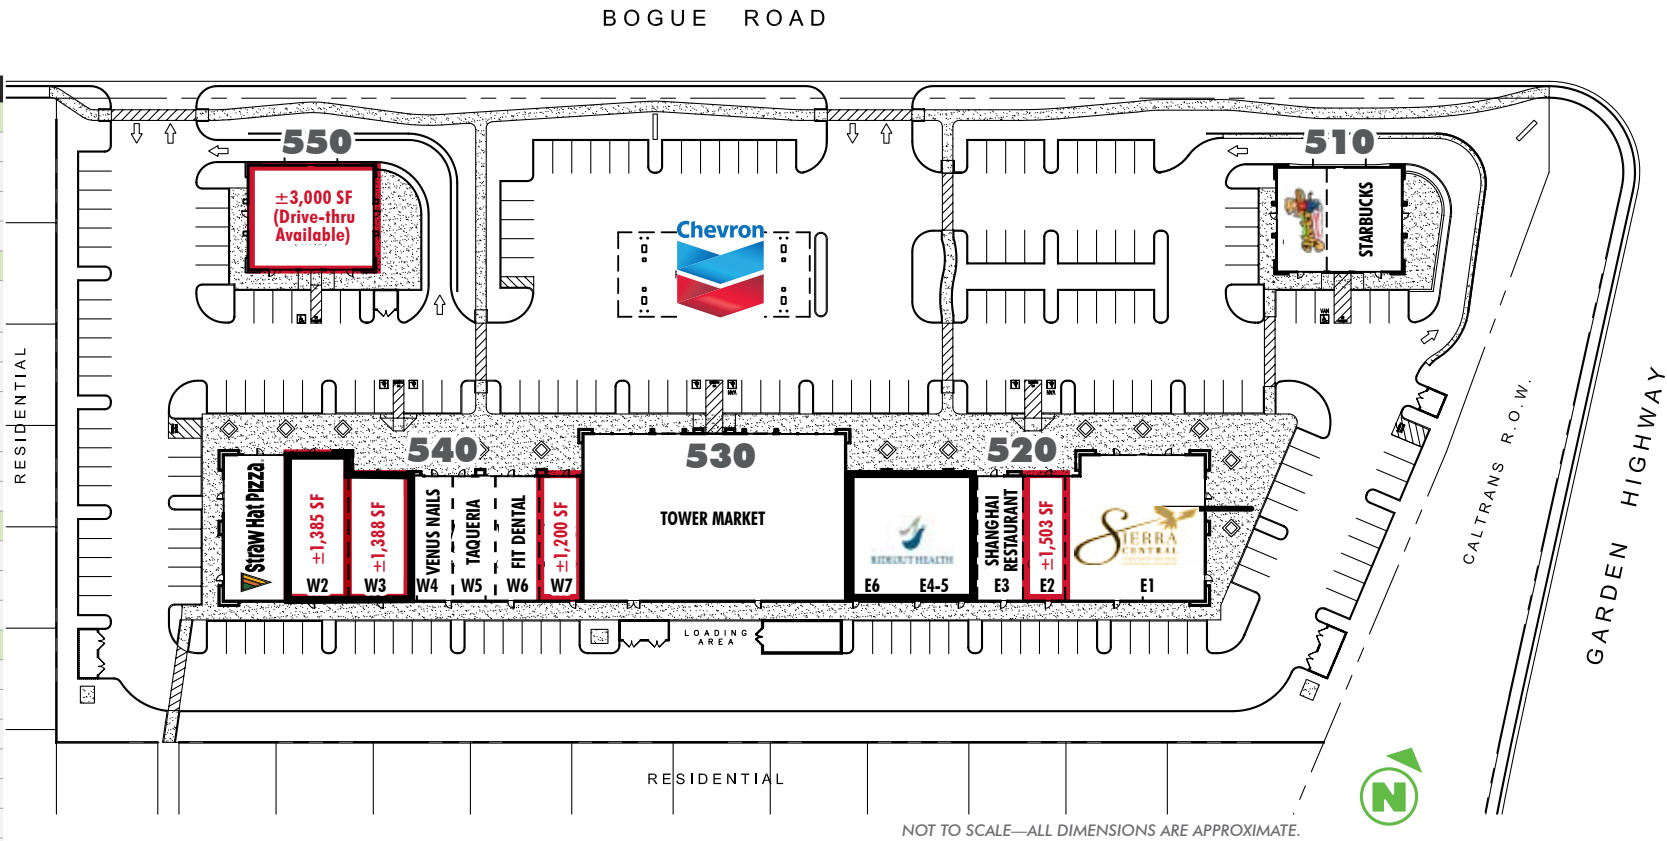 BOGUE ROAD
550
510
±3,000 SF
(Drive-thru
Available)
Chevron
STARBUCKS
VAN
RESIDENTIAL
CALTRANS R.O.W.
GARDEN HIGHWAY
540
530
520
Straw Hat Pizza
±1,385 SF
W2
±1,388 SF
W3
VENUS NAILS
W4
TAQUERIA
W5
FIT DENTAL
W6
±1,200 SF
W7
TOWER MARKET
RIDEOUT HEALTH
E6
E4-5
SHANGHAI
RESTAURANT
E3
±1,503 SF
E2
SIERRA
CENTRAL
E1
LOADING
AREA
RESIDENTIAL
N
NOT TO SCALE—ALL DIMENSIONS ARE APPROXIMATE.